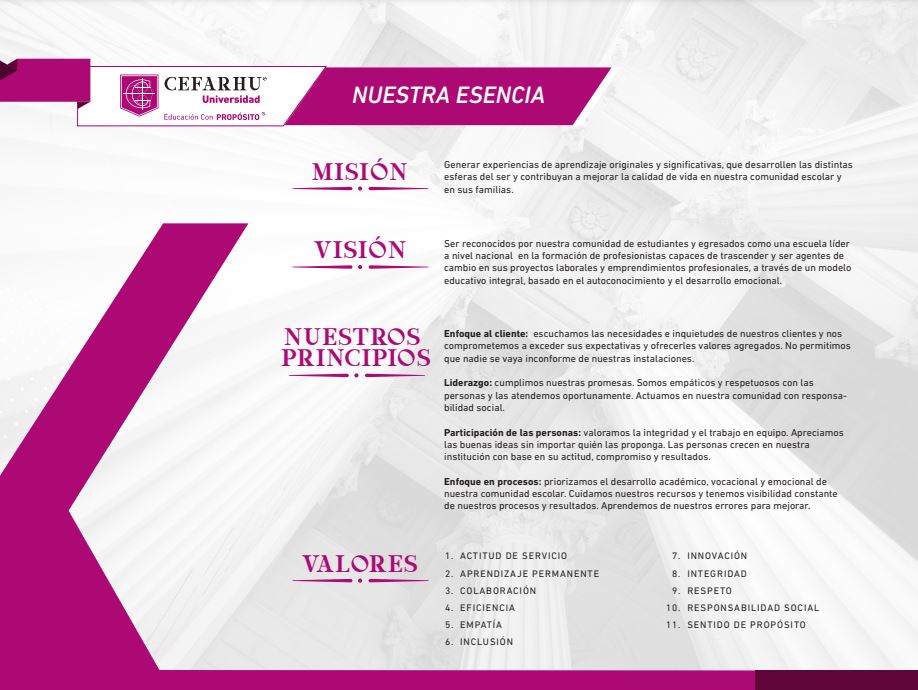 CEFARHU®
Universidad
Educación Con PROPÓSITO
NUESTRA ESENCIA
MISIÓN
Generar experiencias de aprendizaje originales y significativas, que desarrollen las distintas
esferas del ser y contribuyan a mejorar la calidad de vida en nuestra comunidad escolar y
en sus familias.
VISIÓN
Ser reconocidos por nuestra comunidad de estudiantes y egresados como una escuela líder
a nivel nacional en la formación de profesionistas capaces de trascender y ser agentes de
cambio en sus proyectos laborales y emprendimientos profesionales, a través de un modelo
educativo integral, basado en el autoconocimiento y el desarrollo emocional.
NUESTROS
PRINCIPIOS
Enfoque al cliente: escuchamos las necesidades e inquietudes de nuestros clientes y nos
comprometemos a exceder sus expectativas y ofrecerles valores agregados. No permitimos
que nadie se vaya inconforme de nuestras instalaciones.
Liderazgo: cumplimos nuestras promesas. Somos empáticos y respetuosos con las
personas y las atendemos oportunamente. Actuamos en nuestra comunidad con responsa-
bilidad social.
Participación de las personas: valoramos la integridad y el trabajo en equipo. Apreciamos
las buenas ideas sin importar quién las proponga. Las personas crecen en nuestra
institución con base en su actitud, compromiso y resultados.
Enfoque en procesos: priorizamos el desarrollo académico, vocacional y emocional de
nuestra comunidad escolar. Cuidamos nuestros recursos y tenemos visibilidad constante
de nuestros procesos y resultados. Aprendemos de nuestros errores para mejorar.
VALORES
1. ACTITUD DE SERVICIO
2. APRENDIZAJE PERMANENTE
3. COLABORACIÓN
4. EFICIENCIA
5. EMPATÍA
6. INCLUSIÓN
7. INNOVACIÓN
8. INTEGRIDAD
9. RESPETO
10. RESPONSABILIDAD SOCIAL
11. SENTIDO DE PROPÓSITO